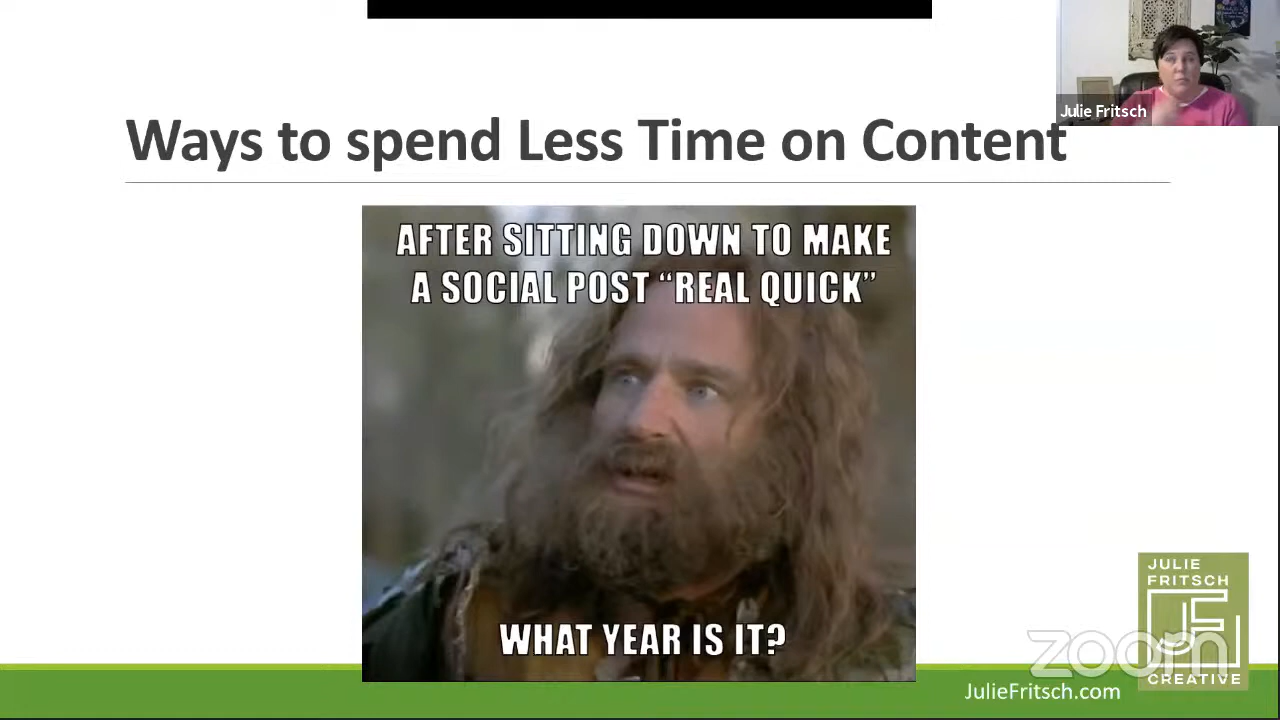 Julie Fritsch
Ways to spend Less Time on Content
AFTER SITTING DOWN TO MAKE
A SOCIAL POST “REAL QUICK”
WHAT YEAR IS IT?
JULIE
FRITSCH
JF
CREATIVE
zoom
JulieFritsch.com